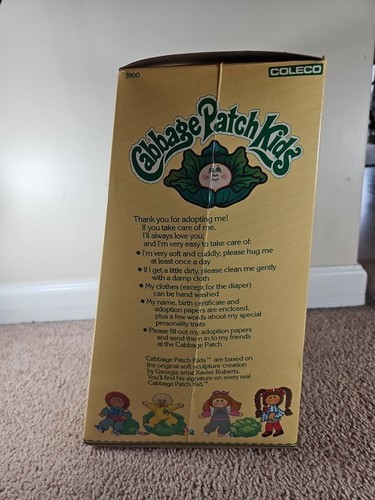 3900
COLECO
Cabbage Patch Kids
Thank you for adopting me!
If you take care of me,
I'll always love you;
and I'm very easy to take care of:
• I'm very soft and cuddly; please hug me
at least once a day
• If I get a little dirty, please clean me gently
with a damp cloth
• My clothes (except for the diaper)
can be hand washed
• My name, birth certificate and
adoption papers are enclosed,
plus a few words about my special
personality traits
• Please fill out my adoption papers
and send them in to my friends
at the Cabbage Patch
Cabbage Patch Kids™ are based on
the original soft sculpture creation
by Georgia artist Xavier Roberts.
You'll find his signature on every real
Cabbage Patch Kid.™